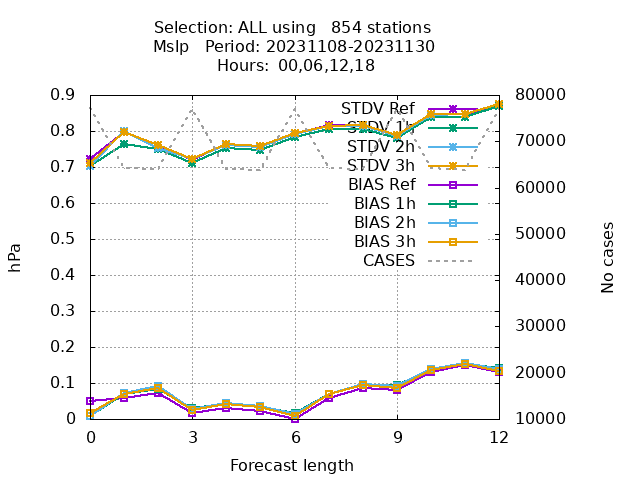 Selection: ALL using   854 stations
Mslp   Period: 20231108-20231130
Hours:  00,06,12,18
0.9
0.8
0.7
0.6
0.5
0.4
0.3
0.2
0.1
0
80000
70000
60000
50000
40000
30000
20000
10000
hPa
No cases
STDV Ref
STDV 1h
STDV 2h
STDV 3h
BIAS Ref
BIAS 1h
BIAS 2h
BIAS 3h
CASES
0 3 6 9 12
Forecast length